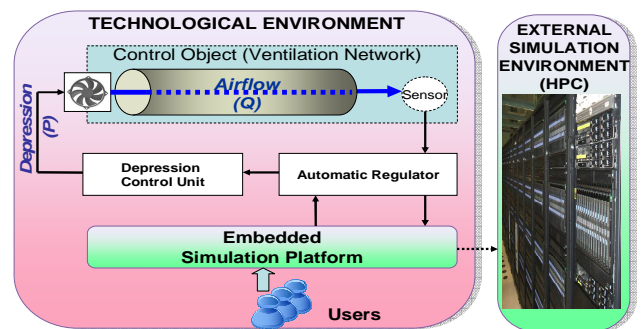 TECHNOLOGICAL ENVIRONMENT
Control Object (Ventilation Network)
Airflow
(Q)
Sensor
Depression
(P)
Depression
Control Unit
Automatic Regulator
Embedded
Simulation Platform
Users
EXTERNAL
SIMULATION
ENVIRONMENT
(HPC)